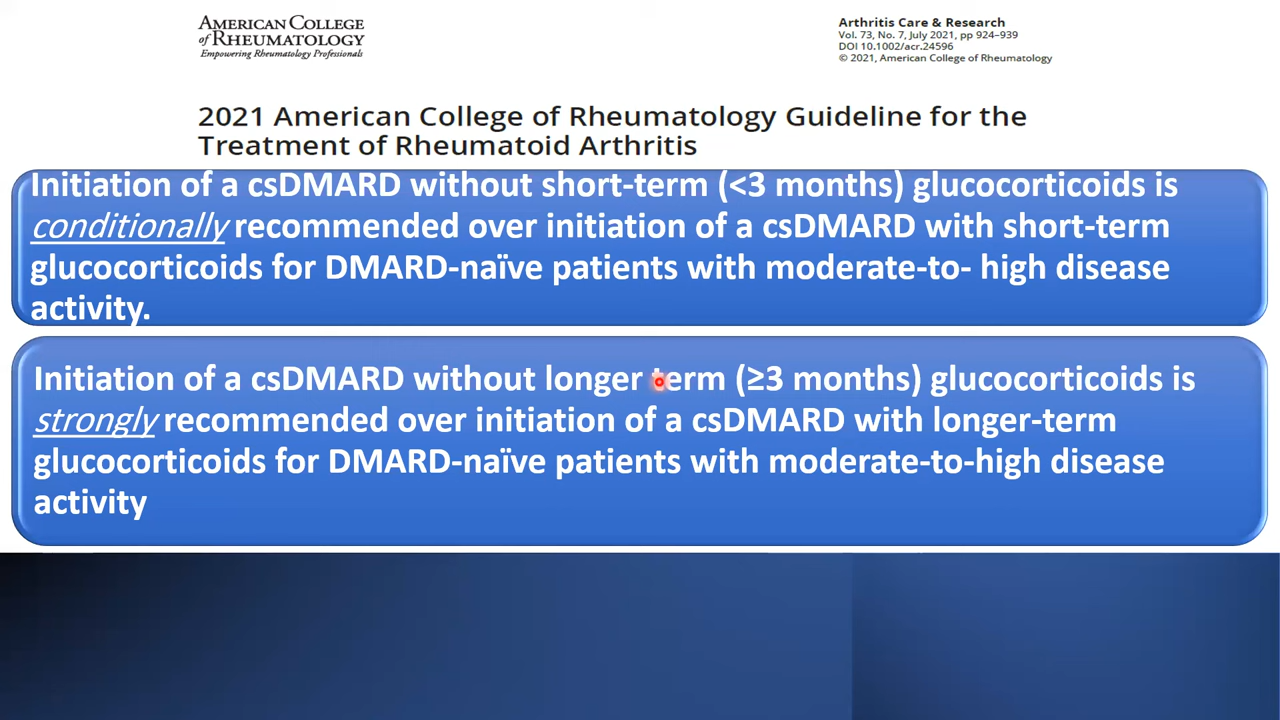 AMERICAN COLLEGE
of RHEUMATOLOGY
Empowering Rheumatology Professionals
Arthritis Care & Research
Vol. 73, No. 7, July 2021, pp 924–939
DOI 10.1002/acr.24596
© 2021, American College of Rheumatology
2021 American College of Rheumatology Guideline for the
Treatment of Rheumatoid Arthritis
Initiation of a csDMARD without short-term (<3 months) glucocorticoids is
conditionally recommended over initiation of a csDMARD with short-term
glucocorticoids for DMARD-naïve patients with moderate-to- high disease
activity.
Initiation of a csDMARD without longer term (≥3 months) glucocorticoids is
strongly recommended over initiation of a csDMARD with longer-term
glucocorticoids for DMARD-naïve patients with moderate-to-high disease
activity